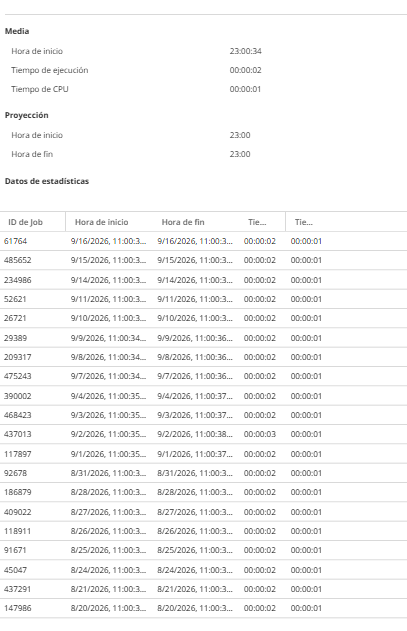 Media
Hora de inicio 23:00:34
Tiempo de ejecución 00:00:02
Tiempo de CPU 00:00:01
Proyección
Hora de inicio 23:00
Hora de fin 23:00
Datos de estadísticas
ID de Job Hora de inicio Hora de fin Tie... Tie...
61764 9/16/2026, 11:00:3... 9/16/2026, 11:00:3... 00:00:02 00:00:01
485652 9/15/2026, 11:00:3... 9/15/2026, 11:00:3... 00:00:02 00:00:01
234986 9/14/2026, 11:00:3... 9/14/2026, 11:00:3... 00:00:02 00:00:01
52621 9/11/2026, 11:00:3... 9/11/2026, 11:00:3... 00:00:02 00:00:01
26721 9/10/2026, 11:00:3... 9/10/2026, 11:00:3... 00:00:02 00:00:01
29389 9/9/2026, 11:00:34... 9/9/2026, 11:00:36... 00:00:02 00:00:01
209317 9/8/2026, 11:00:34... 9/8/2026, 11:00:36... 00:00:02 00:00:01
475243 9/7/2026, 11:00:34... 9/7/2026, 11:00:36... 00:00:02 00:00:01
390002 9/4/2026, 11:00:35... 9/4/2026, 11:00:37... 00:00:02 00:00:01
468423 9/3/2026, 11:00:35... 9/3/2026, 11:00:37... 00:00:02 00:00:01
437013 9/2/2026, 11:00:35... 9/2/2026, 11:00:38... 00:00:03 00:00:01
117897 9/1/2026, 11:00:35... 9/1/2026, 11:00:37... 00:00:02 00:00:01
92678 8/31/2026, 11:00:3... 8/31/2026, 11:00:3... 00:00:02 00:00:01
186879 8/28/2026, 11:00:3... 8/28/2026, 11:00:3... 00:00:02 00:00:01
409022 8/27/2026, 11:00:3... 8/27/2026, 11:00:3... 00:00:02 00:00:01
118911 8/26/2026, 11:00:3... 8/26/2026, 11:00:3... 00:00:02 00:00:01
91671 8/25/2026, 11:00:3... 8/25/2026, 11:00:3... 00:00:02 00:00:01
45047 8/24/2026, 11:00:3... 8/24/2026, 11:00:3... 00:00:02 00:00:01
437291 8/21/2026, 11:00:3... 8/21/2026, 11:00:3... 00:00:02 00:00:01
147986 8/20/2026, 11:00:3... 8/20/2026, 11:00:3... 00:00:02 00:00:01